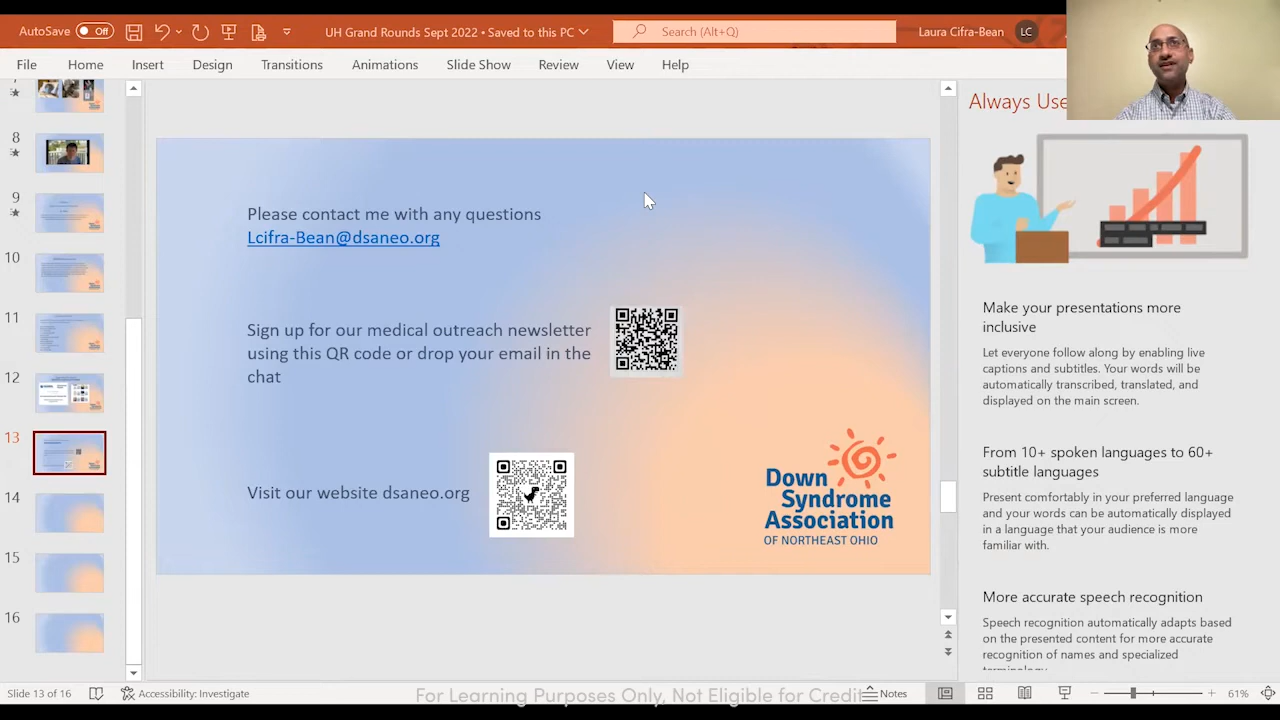 AutoSave Off UH Grand Rounds Sept 2022 • Saved to this PC Search (Alt+Q) Laura Cifra-Bean LC
File Home Insert Design Transitions Animations Slide Show Review View Help
8
9
10
11
12
13
14
15
16
Please contact me with any questions
Lcifra-Bean@dsaneo.org
Sign up for our medical outreach newsletter
using this QR code or drop your email in the
chat
Visit our website dsaneo.org
Down
Syndrome
Association
OF NORTHEAST OHIO
Always Use
Make your presentations more
inclusive
Let everyone follow along by enabling live
captions and subtitles. Your words will be
automatically transcribed, translated, and
displayed on the main screen.
From 10+ spoken languages to 60+
subtitle languages
Present comfortably in your preferred language
and your words can be automatically displayed
in a language that your audience is more
familiar with.
More accurate speech recognition
Speech recognition automatically adapts based
on the presented content for more accurate
recognition of names and specialized
terminology.
Slide 13 of 16 Accessibility: Investigate For Learning Purposes Only, Not Eligible for Credit Notes 61%